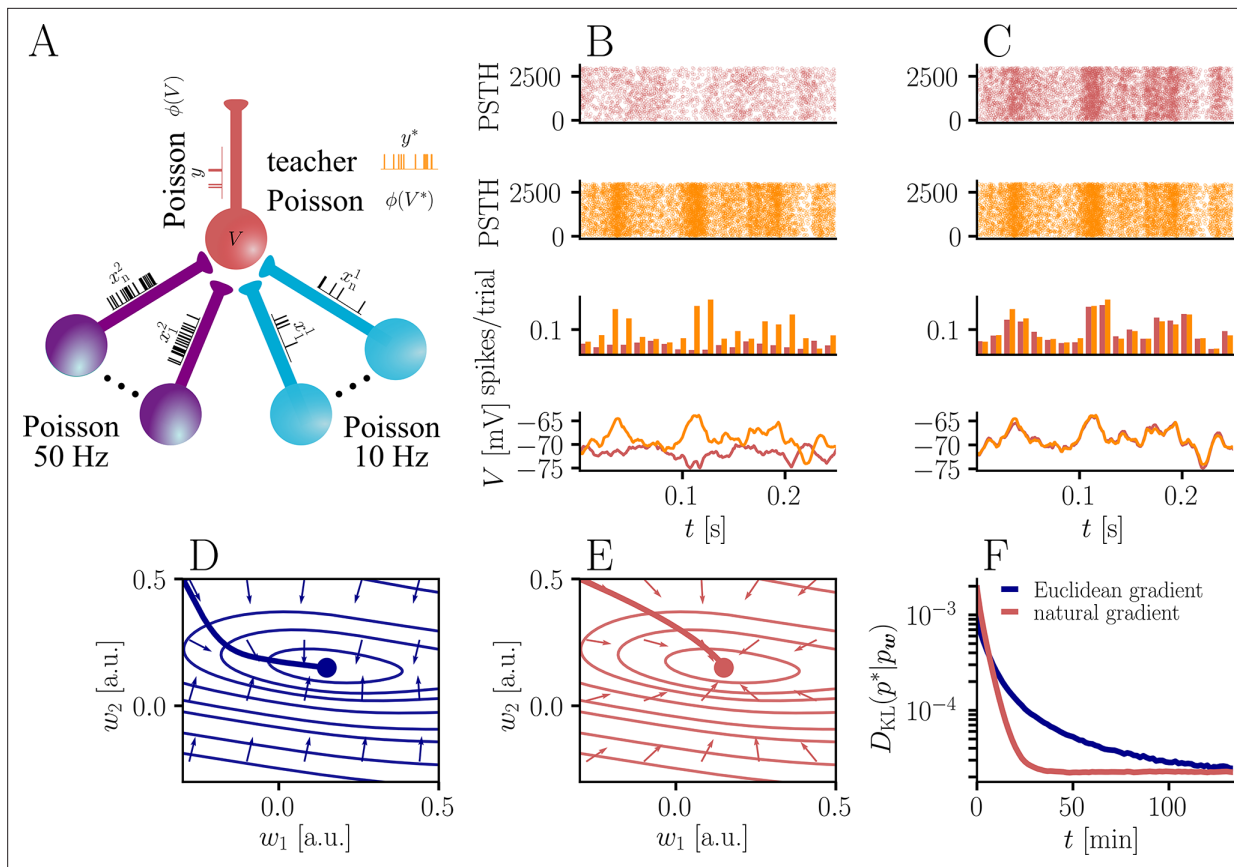 A
Poisson ϕ(V)
y
teacher
y*
Poisson ϕ(V*)
V
x_n^2
x_1^2
x_1^1
x_n^1
Poisson
50 Hz
Poisson
10 Hz
B
PSTH
2500
0
PSTH
2500
0
spikes/trial
0.1
V [mV]
−65
−70
−75
0.1
0.2
t [s]
C
2500
0
2500
0
0.1
−65
−70
−75
0.1
0.2
t [s]
D
w_2 [a.u.]
0.5
0.0
0.0
0.5
w_1 [a.u.]
E
w_2 [a.u.]
0.5
0.0
0.0
0.5
w_1 [a.u.]
F
Euclidean gradient
natural gradient
D_KL(p*|p_w)
10^−3
10^−4
0
50
100
t [min]